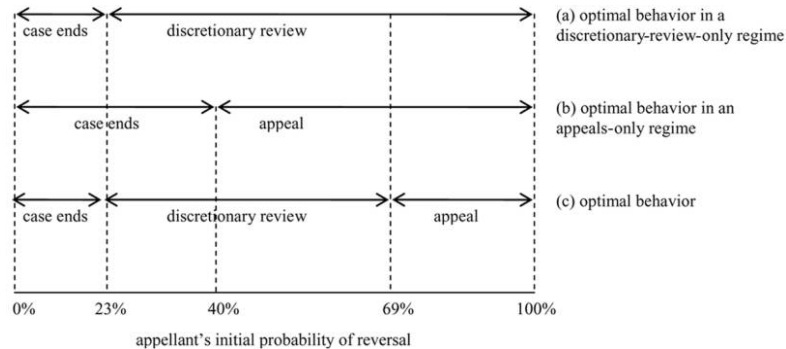 (a) optimal behavior in a
case ends discretionary review discretionary-review-only regime
(b) optimal behavior in an
case ends appeal appeals-only regime
(c) optimal behavior
case ends discretionary review appeal
0% 23% 40% 69% 100%
appellant's initial probability of reversal